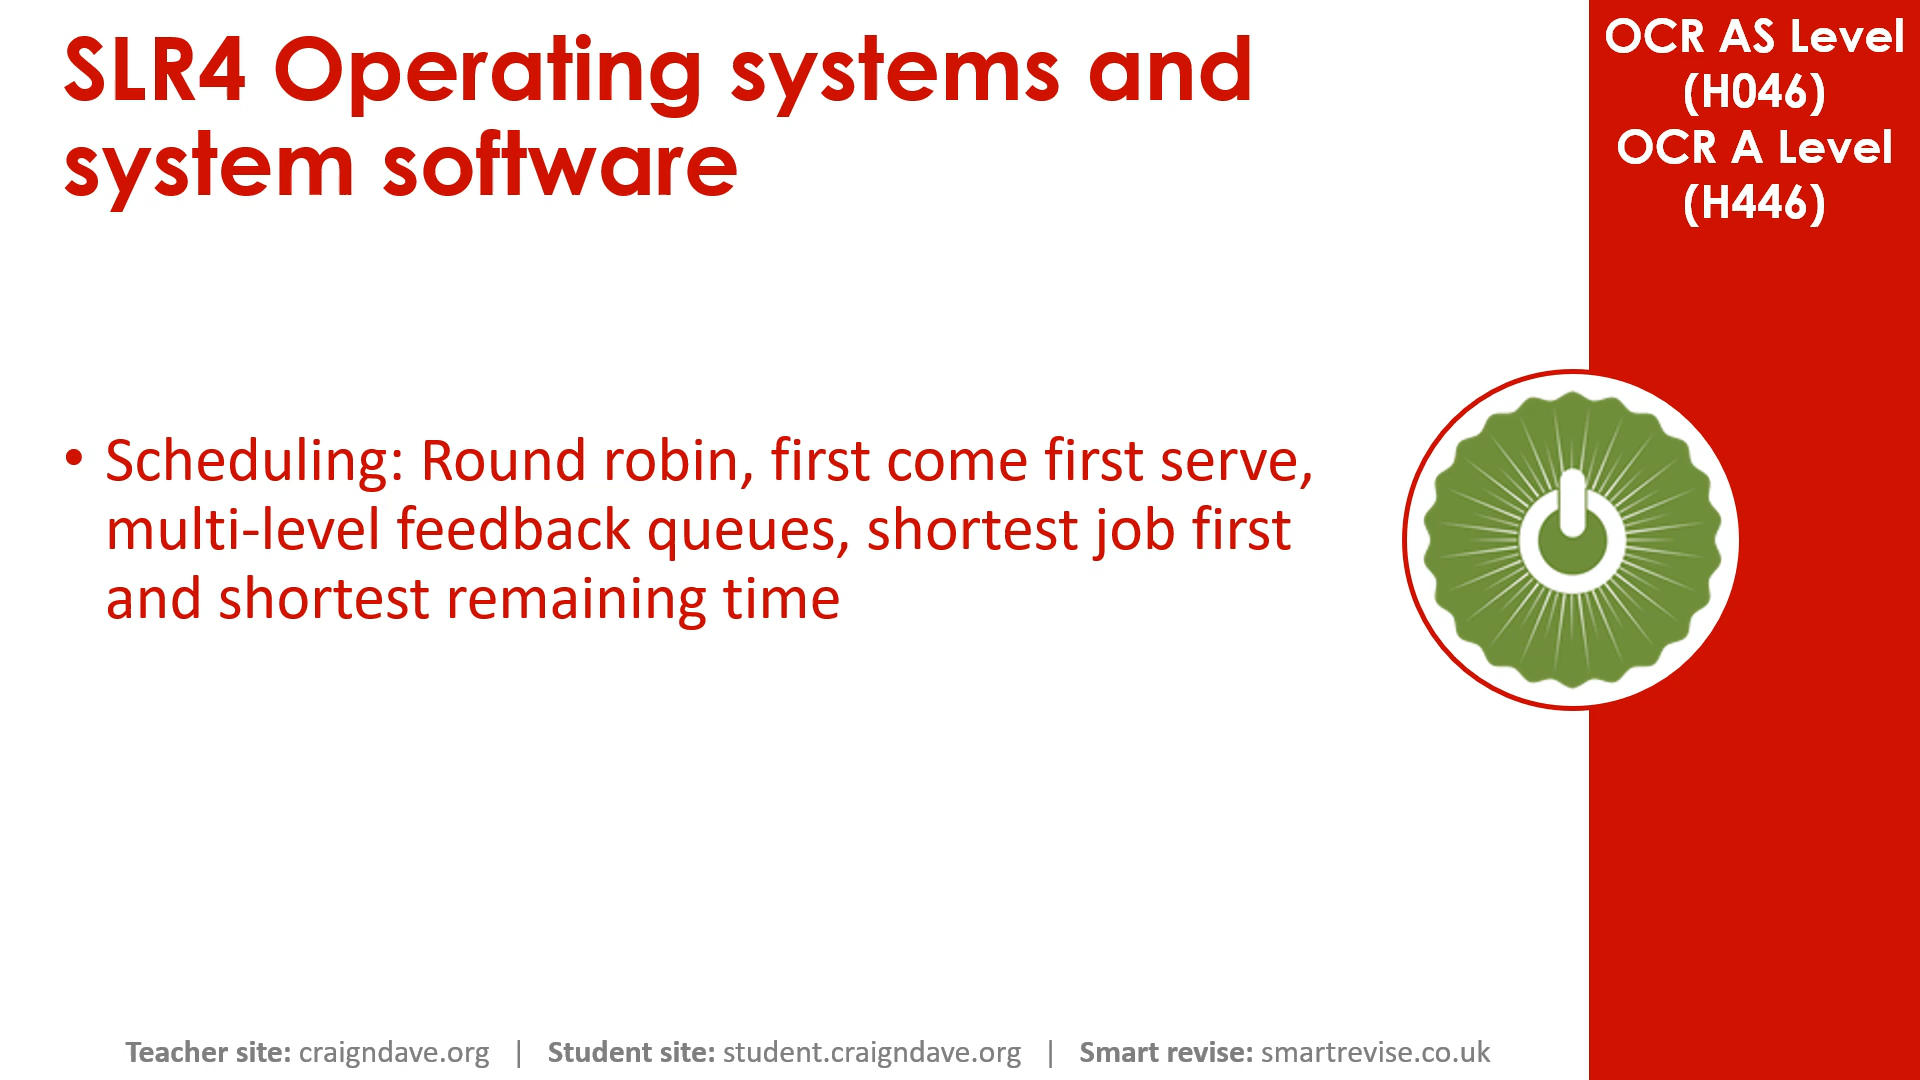 SLR4 Operating systems and
system software
OCR AS Level
(H046)
OCR A Level
(H446)
• Scheduling: Round robin, first come first serve,
multi-level feedback queues, shortest job first
and shortest remaining time
Teacher site: craigndave.org | Student site: student.craigndave.org | Smart revise: smartrevise.co.uk